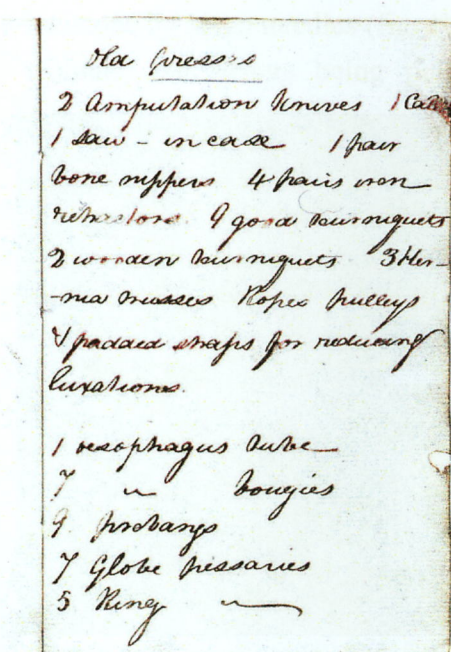 Old Presses
2 Amputation knives 1 Cat
1 saw - in case 1 pair
bone nippers 4 pairs iron
retractors 9 good tourniquets
2 wooden tourniquets 3 Her-
-nia trusses Ropes pulleys
& padded straps for reducing
luxations.
1 oesophagus tube
7 " bougies
9 probangs
7 Globe pessaries
5 Ring "